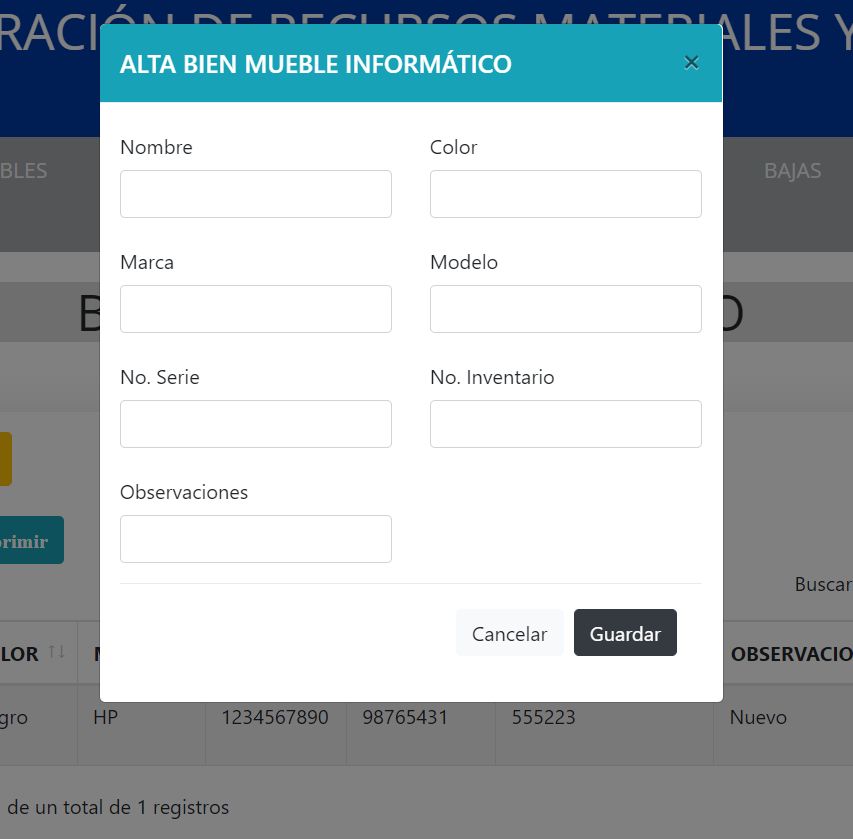 RACIÓN DE RECURSOS MATERIALES Y
ALTA BIEN MUEBLE INFORMÁTICO ×
BLES BAJAS
Nombre Color
Marca Modelo
No. Serie No. Inventario
Observaciones
rimir
Buscar
Cancelar Guardar
LOR OBSERVACIO
gro HP 1234567890 98765431 555223 Nuevo
de un total de 1 registros